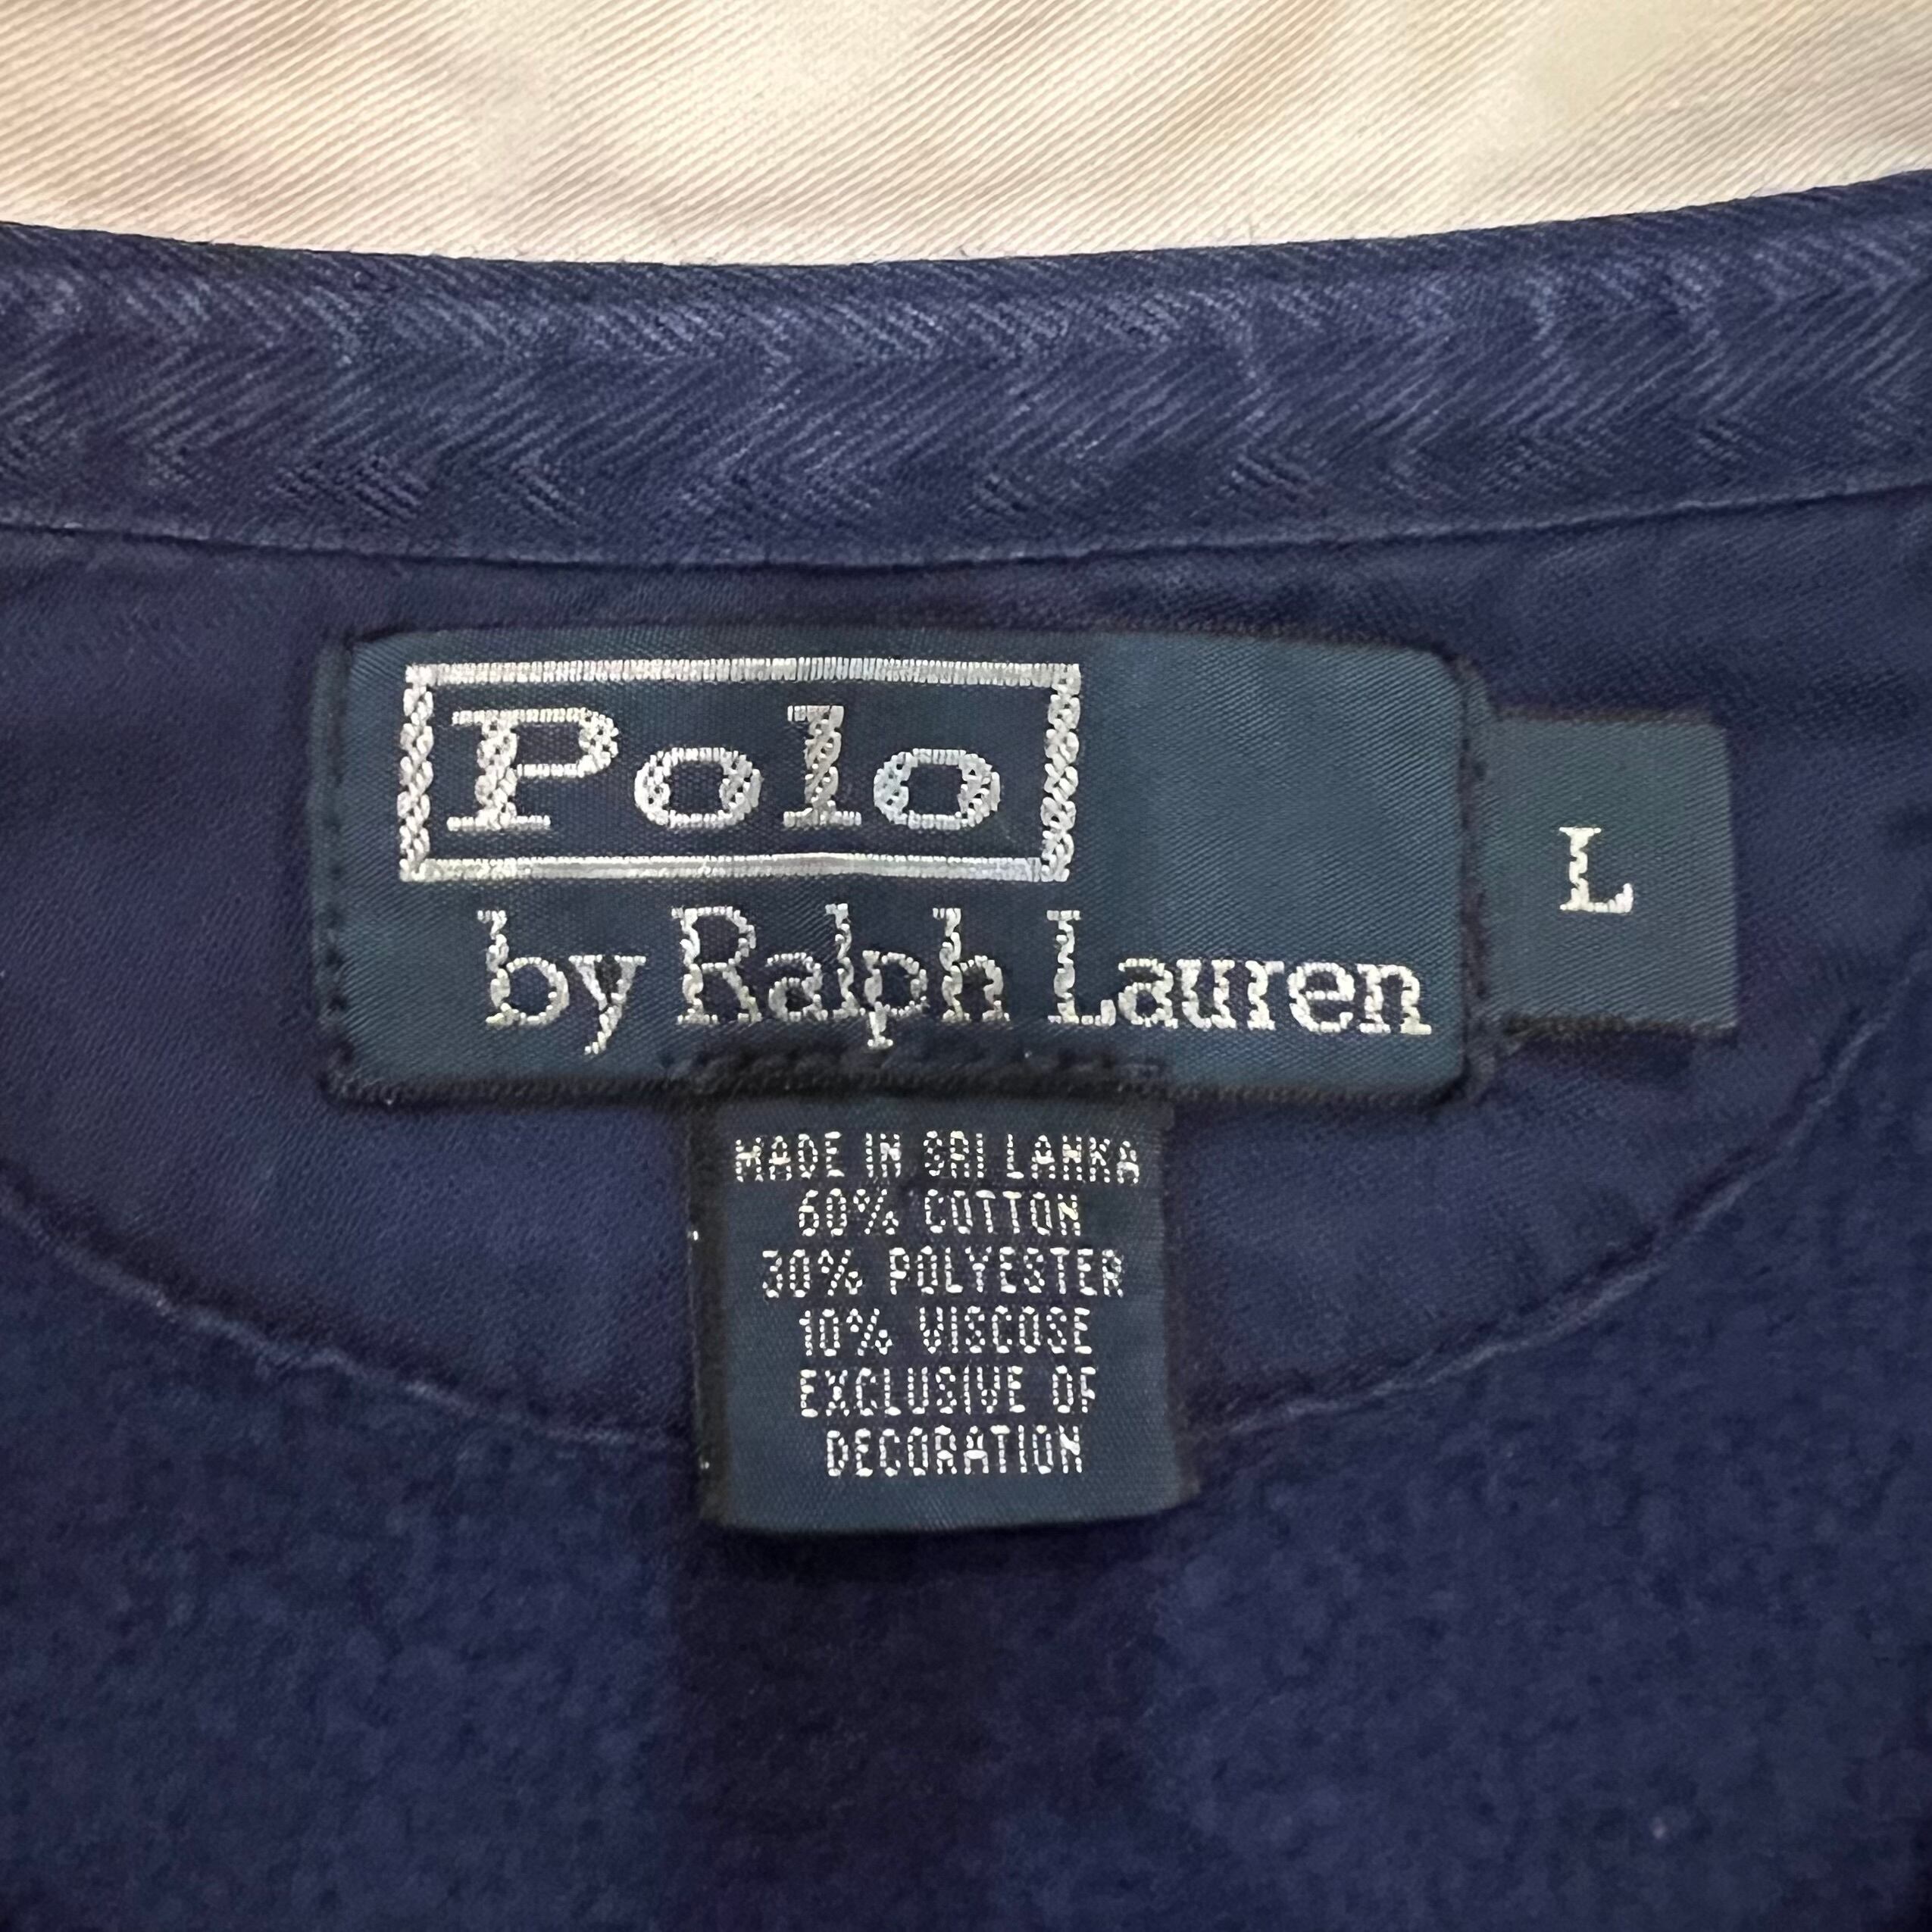 Polo
by Ralph Lauren
L
MADE IN SRI LANKA
60% COTTON
30% POLYESTER
10% VISCOSE
EXCLUSIVE OF
DECORATION